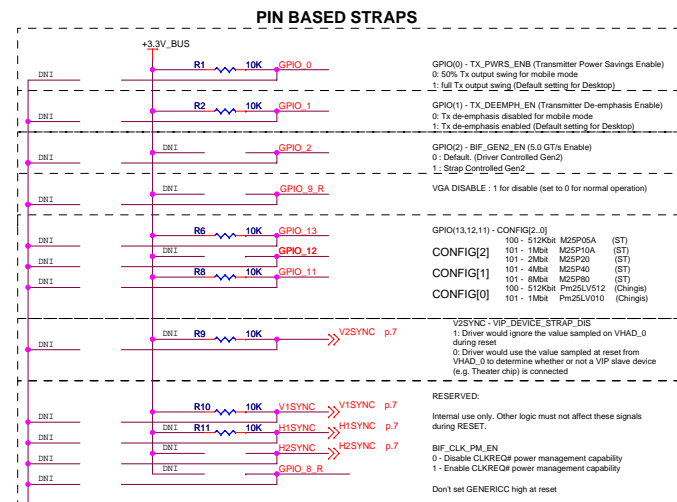 PIN BASED STRAPS
+3.3V_BUS
R1 10K GPIO_0
DNI
GPIO(0) - TX_PWRS_ENB (Transmitter Power Savings Enable)
0: 50% Tx output swing for mobile mode
1: full Tx output swing (Default setting for Desktop)
R2 10K GPIO_1
DNI
GPIO(1) - TX_DEEMPH_EN (Transmitter De-emphasis Enable)
0: Tx de-emphasis disabled for mobile mode
1: Tx de-emphasis enabled (Default setting for Desktop)
DNI GPIO_2
DNI
GPIO(2) - BIF_GEN2_EN (5.0 GT/s Enable)
0 : Default. (Driver Controlled Gen2)
1 : Strap Controlled Gen2
DNI GPIO_9_R
DNI
VGA DISABLE : 1 for disable (set to 0 for normal operation)
R6 10K GPIO_13
DNI
DNI GPIO_12
DNI
R8 10K GPIO_11
DNI
GPIO(13,12,11) - CONFIG[2..0]
CONFIG[2]
CONFIG[1]
CONFIG[0]
100 - 512Kbit M25P05A (ST)
101 - 1Mbit M25P10A (ST)
101 - 2Mbit M25P20 (ST)
101 - 4Mbit M25P40 (ST)
101 - 8Mbit M25P80 (ST)
100 - 512Kbit Pm25LV512 (Chingis)
101 - 1Mbit Pm25LV010 (Chingis)
DNI R9 10K V2SYNC p.7
DNI
V2SYNC - VIP_DEVICE_STRAP_DIS
1: Driver would ignore the value sampled on VHAD_0
during reset
0: Driver would use the value sampled at reset from
VHAD_0 to determine whether or not a VIP slave device
(e.g. Theater chip) is connected
R10 10K V1SYNC V1SYNC p.7
DNI
R11 10K H1SYNC H1SYNC p.7
DNI
DNI H2SYNC H2SYNC p.7
DNI
DNI GPIO_8_R
DNI
RESERVED:
Internal use only. Other logic must not affect these signals
during RESET.
BIF_CLK_PM_EN
0 - Disable CLKREQ# power management capability
1 - Enable CLKREQ# power management capability
Don't set GENERICC high at reset